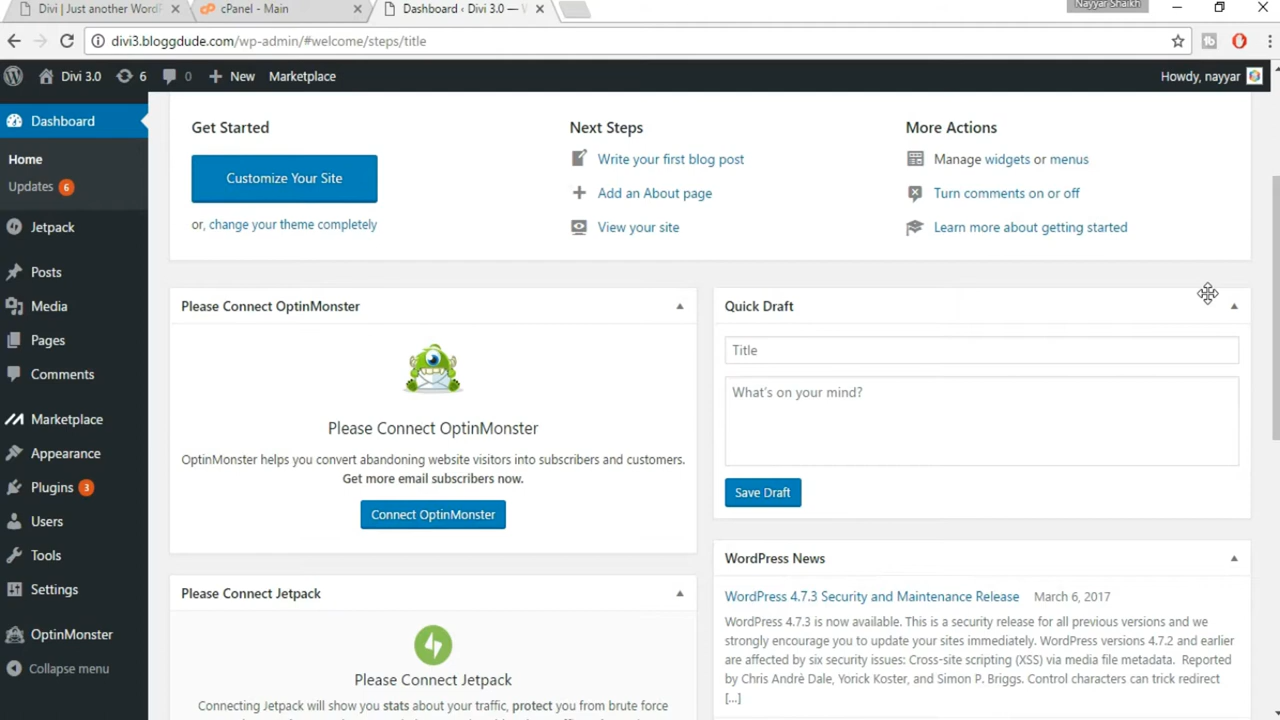 Divi | Just another WordP
cPanel - Main
Dashboard ‹ Divi 3.0 —
Nayyar Shaikh
divi3.bloggdude.com/wp-admin/#welcome/steps/title
Divi 3.0
6
0
New
Marketplace
Howdy, nayyar
Dashboard
Home
Updates 6
Jetpack
Posts
Media
Pages
Comments
Marketplace
Appearance
Plugins 3
Users
Tools
Settings
OptinMonster
Collapse menu
Get Started
Customize Your Site
or, change your theme completely
Next Steps
Write your first blog post
Add an About page
View your site
More Actions
Manage widgets or menus
Turn comments on or off
Learn more about getting started
Please Connect OptinMonster
Please Connect OptinMonster
OptinMonster helps you convert abandoning website visitors into subscribers and customers.
Get more email subscribers now.
Connect OptinMonster
Please Connect Jetpack
Please Connect Jetpack
Connecting Jetpack will show you stats about your traffic, protect you from brute force
Quick Draft
Title
What's on your mind?
Save Draft
WordPress News
WordPress 4.7.3 Security and Maintenance Release March 6, 2017
WordPress 4.7.3 is now available. This is a security release for all previous versions and we
strongly encourage you to update your sites immediately. WordPress versions 4.7.2 and earlier
are affected by six security issues: Cross-site scripting (XSS) via media file metadata. Reported
by Chris Andrè Dale, Yorick Koster, and Simon P. Briggs. Control characters can trick redirect
[...]